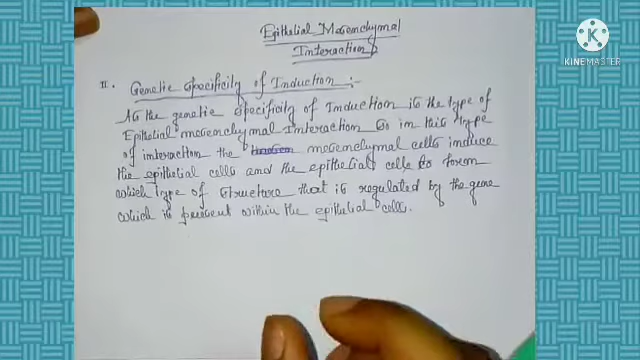 Epithelial Mesenchymal
Interaction
II. Genetic specificity of Induction :-
As the genetic specificity of Induction is the type of
Epithelial mesenchymal Interaction so in this type
of interaction the mesenchymal cells induce
the epithelial cells and the epithelial cells to form
which type of structure that is regulated by the gene
which is present within the epithelial cells.
KINEMASTER